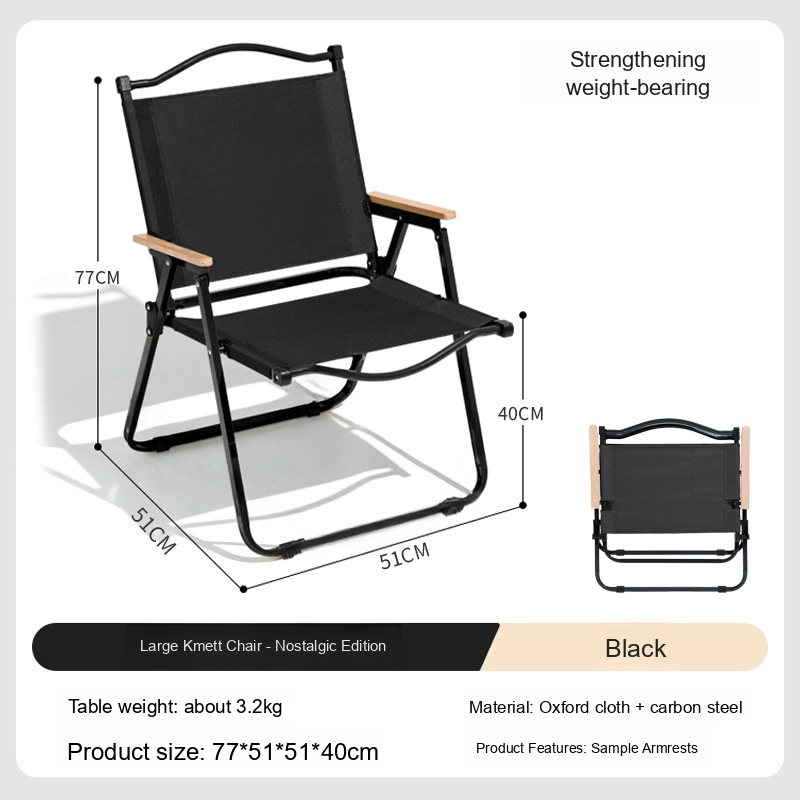 Strengthening
weight-bearing
77CM
40CM
51CM
51CM
Large Kmett Chair - Nostalgic Edition
Black
Table weight: about 3.2kg
Material: Oxford cloth + carbon steel
Product size: 77*51*51*40cm
Product Features: Sample Armrests